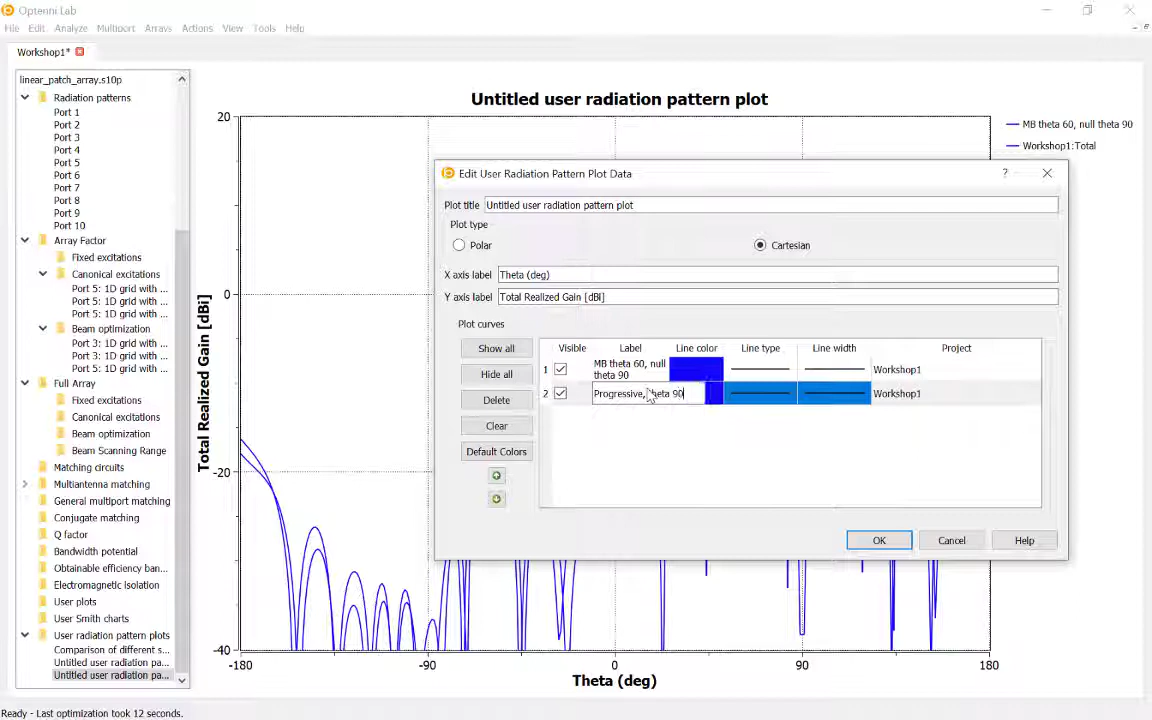 Optenni Lab
File Edit Analyze Multiport Arrays Actions View Tools Help
Workshop1*
linear_patch_array.s10p
Radiation patterns
Port 1
Port 2
Port 3
Port 4
Port 5
Port 6
Port 7
Port 8
Port 9
Port 10
Array Factor
Fixed excitations
Canonical excitations
Port 5: 1D grid with ...
Port 5: 1D grid with ...
Port 5: 1D grid with ...
Beam optimization
Port 3: 1D grid with ...
Port 3: 1D grid with ...
Port 5: 1D grid with ...
Full Array
Fixed excitations
Canonical excitations
Beam optimization
Beam Scanning Range
Matching circuits
Multiantenna matching
General multiport matching
Conjugate matching
Q factor
Bandwidth potential
Obtainable efficiency ban...
Electromagnetic Isolation
User plots
User Smith charts
User radiation pattern plots
Comparison of different s...
Untitled user radiation pa...
Untitled user radiation pa...
Untitled user radiation pattern plot
20
0
-20
-40
Total Realized Gain [dBi]
-180
-90
0
90
180
Theta (deg)
MB theta 60, null theta 90
Workshop1:Total
Edit User Radiation Pattern Plot Data
?
Plot title Untitled user radiation pattern plot
Plot type
Polar
Cartesian
X axis label Theta (deg)
Y axis label Total Realized Gain [dBi]
Plot curves
Show all
Hide all
Delete
Clear
Default Colors
Visible Label Line color Line type Line width Project
1 MB theta 60, null theta 90 Workshop1
2 Progressive, theta 90 Workshop1
OK Cancel Help
Ready - Last optimization took 12 seconds.